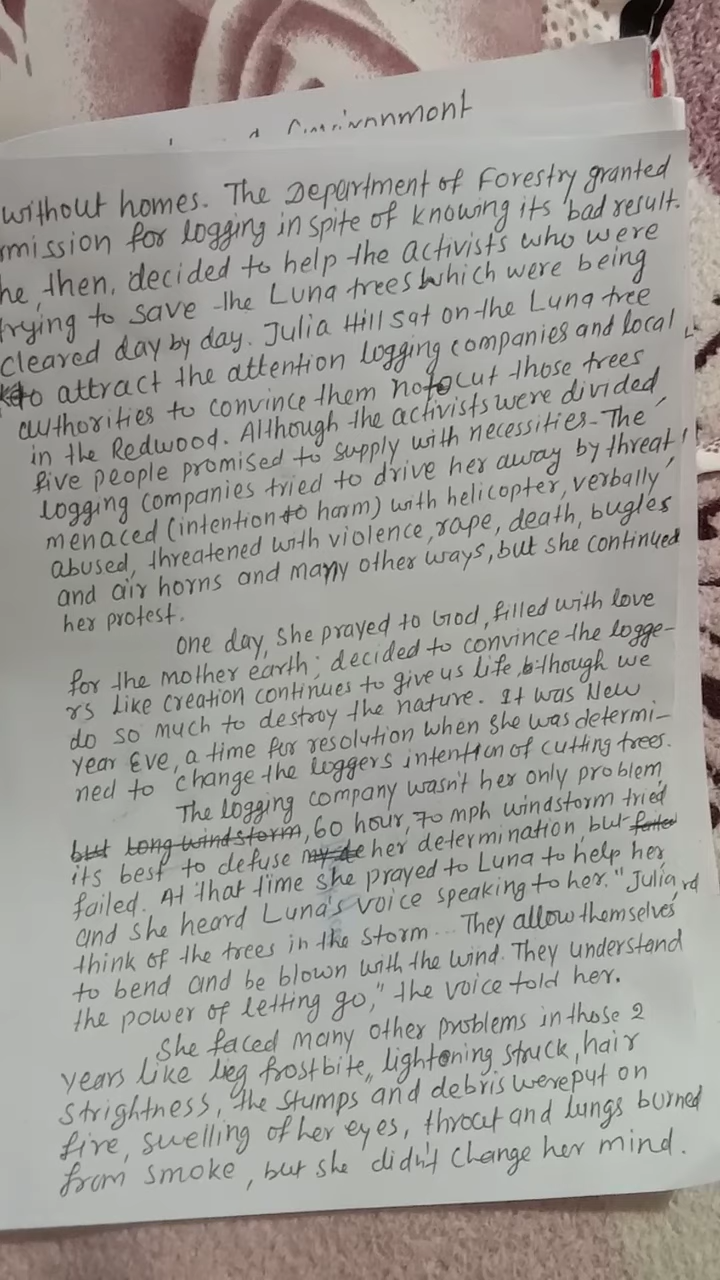 without homes. The Department of Forestry granted
mission for logging in spite of knowing its bad result.
he, then, decided to help the activists who were
trying to save the Luna trees which were being
cleared day by day. Julia Hill sat on the Luna tree
to attract the attention logging companies and local
authorities to convince them not to cut those trees
in the Redwood. Although the activists were divided,
five people promised to supply with necessities. The
logging companies tried to drive her away by threat,
menaced (intention to harm) with helicopter, verbally
abused, threatened with violence, rape, death, bugles
and air horns and many other ways, but she continued
her protest.
One day, she prayed to God, filled with love
for the mother earth; decided to convince the logge-
rs like creation continues to give us life, though we
do so much to destroy the nature. It was New
year Eve, a time for resolution when she was determi-
ned to change the loggers intention of cutting trees.
The logging company wasn't her only problem
but long windstorm, 60 hour, 70 mph windstorm tried
its best to defuse her determination but failed
failed. At that time she prayed to Luna to help her
and she heard Luna's voice speaking to her. "Julia,
think of the trees in the storm... They allow themselves
to bend and be blown with the wind. They understand
the power of letting go," the voice told her.
She faced many other problems in those 2
years like leg frostbite, lightening struck, hair
strightness, the stumps and debris were put on
fire, swelling of her eyes, throat and lungs burned
from smoke, but she didn't change her mind.